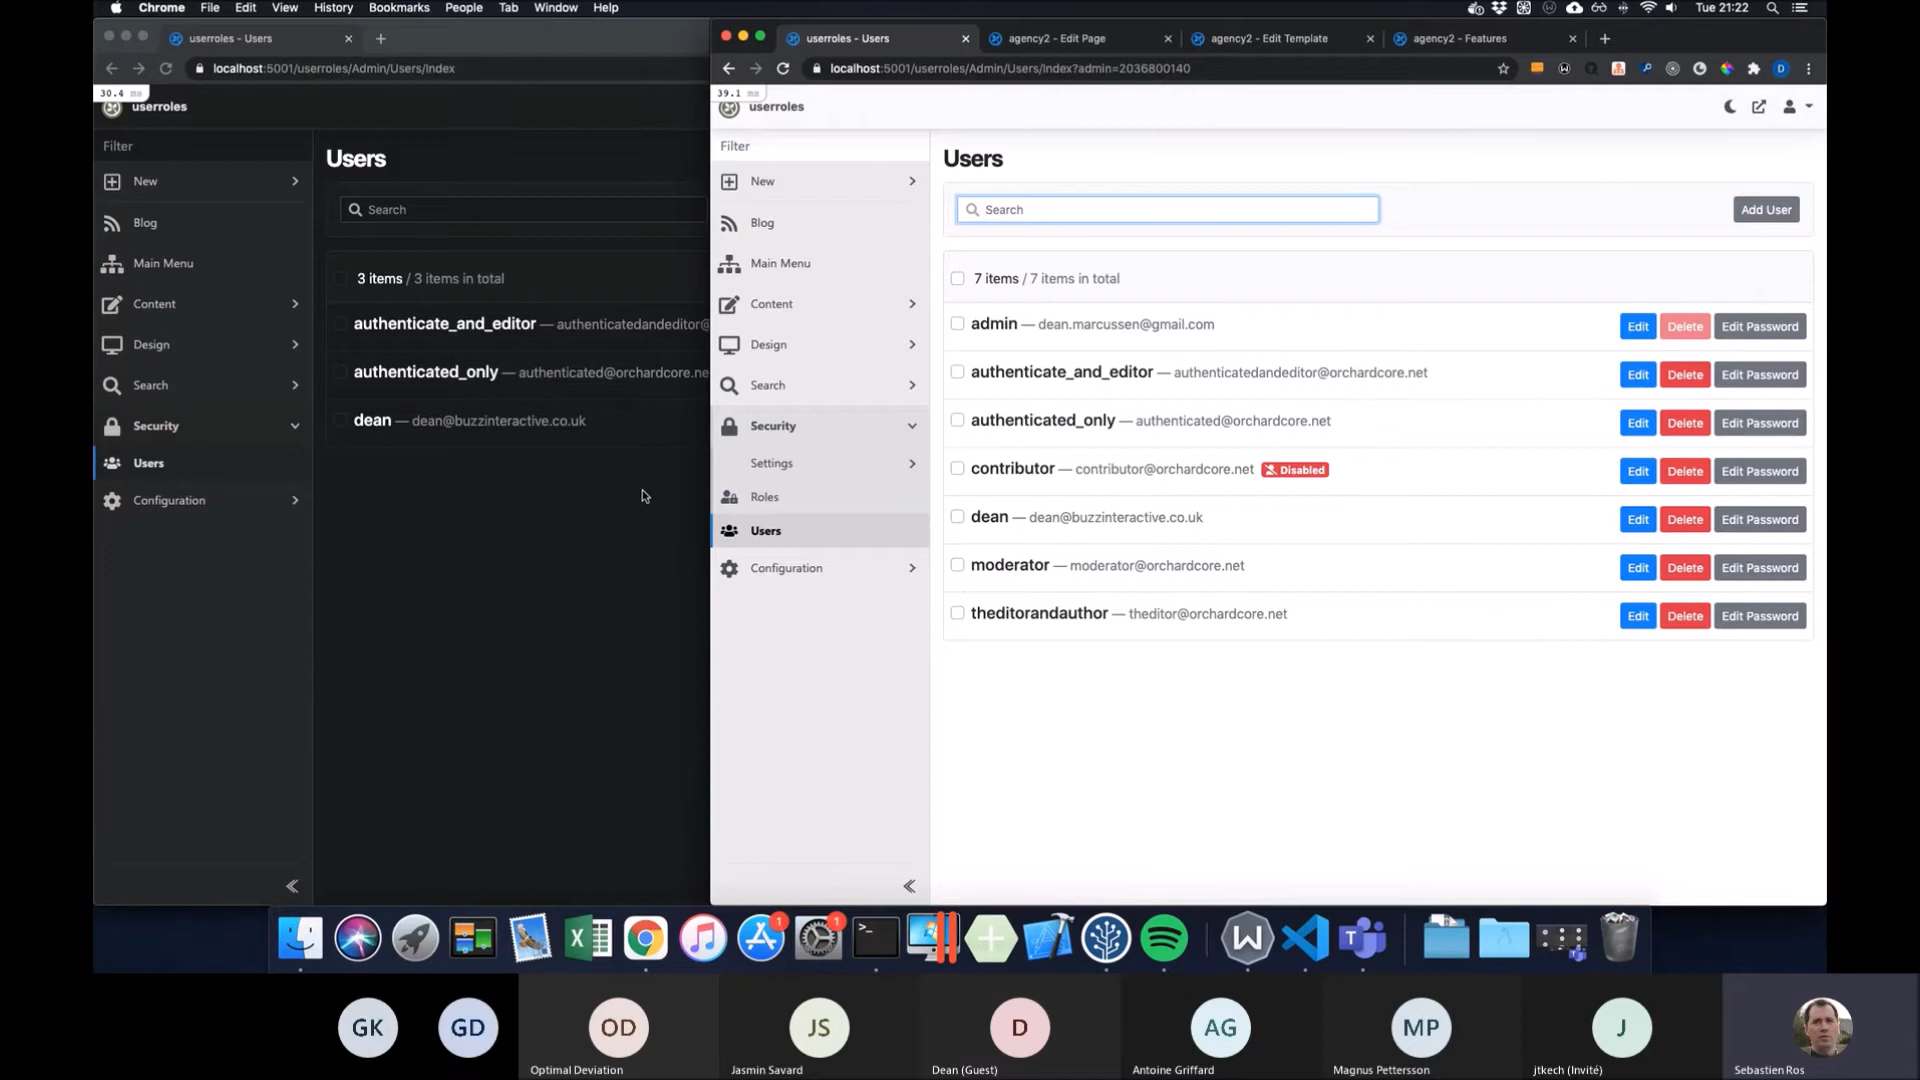 Chrome File Edit View History Bookmarks People Tab Window Help
Tue 21:22
userroles - Users
localhost:5001/userroles/Admin/Users/Index
30.4 ms
userroles
Filter
New
Blog
Main Menu
Content
Design
Search
Security
Users
Configuration
Users
Search
3 items / 3 items in total
authenticate_and_editor — authenticatedandeditor@
authenticated_only — authenticated@orchardcore.ne
dean — dean@buzzinteractive.co.uk
userroles - Users
agency2 - Edit Page
agency2 - Edit Template
agency2 - Features
localhost:5001/userroles/Admin/Users/Index?admin=2036800140
D
39.1 ms
userroles
Filter
New
Blog
Main Menu
Content
Design
Search
Security
Settings
Roles
Users
Configuration
Users
Search
Add User
7 items / 7 items in total
admin — dean.marcussen@gmail.com Edit Delete Edit Password
authenticate_and_editor — authenticatedandeditor@orchardcore.net Edit Delete Edit Password
authenticated_only — authenticated@orchardcore.net Edit Delete Edit Password
contributor — contributor@orchardcore.net Disabled Edit Delete Edit Password
dean — dean@buzzinteractive.co.uk Edit Delete Edit Password
moderator — moderator@orchardcore.net Edit Delete Edit Password
theditorandauthor — theditor@orchardcore.net Edit Delete Edit Password
1
1
GK
GD
OD
JS
D
AG
MP
J
Optimal Deviation
Jasmin Savard
Dean (Guest)
Antoine Griffard
Magnus Pettersson
jtkech (Invité)
Sebastien Ros